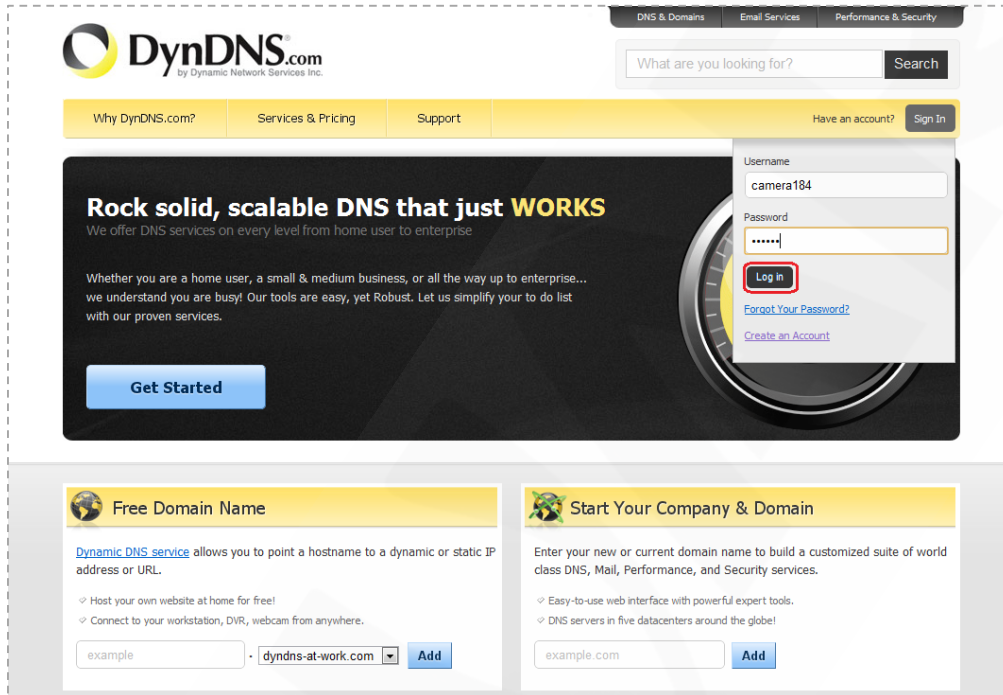 DNS & Domains Email Services Performance & Security
DynDNS.com
by Dynamic Network Services Inc.
What are you looking for? Search
Why DynDNS.com? Services & Pricing Support Have an account? Sign In
Username
camera184
Password
••••••
Log in
Forgot Your Password?
Create an Account
Rock solid, scalable DNS that just WORKS
We offer DNS services on every level from home user to enterprise
Whether you are a home user, a small & medium business, or all the way up to enterprise...
we understand you are busy! Our tools are easy, yet Robust. Let us simplify your to do list
with our proven services.
Get Started
Free Domain Name
Dynamic DNS service allows you to point a hostname to a dynamic or static IP
address or URL.
Host your own website at home for free!
Connect to your workstation, DVR, webcam from anywhere.
example . dyndns-at-work.com Add
Start Your Company & Domain
Enter your new or current domain name to build a customized suite of world
class DNS, Mail, Performance, and Security services.
Easy-to-use web interface with powerful expert tools.
DNS servers in five datacenters around the globe!
example.com Add